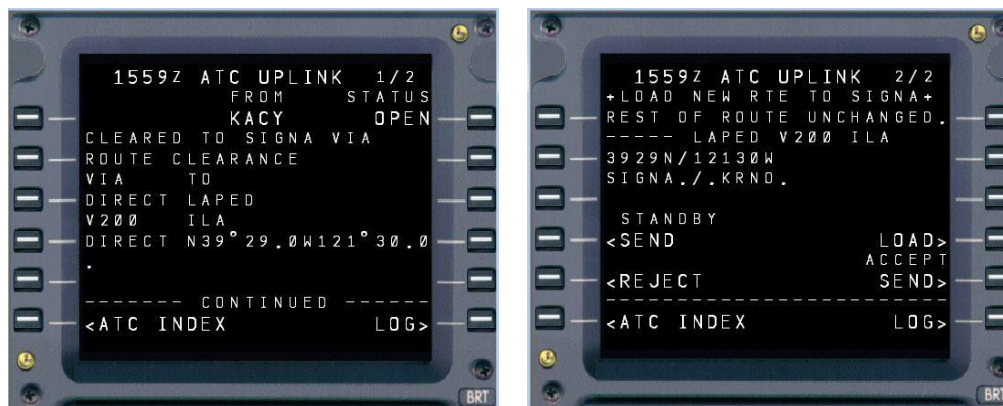 1559z ATC UPLINK 1/2
FROM STATUS
KACY OPEN
CLEARED TO SIGNA VIA
ROUTE CLEARANCE
VIA TO
DIRECT LAPED
V200 ILA
DIRECT N39°29.0W121°30.0
.
------- CONTINUED ------
<ATC INDEX LOG>
BRT
1559z ATC UPLINK 2/2
+LOAD NEW RTE TO SIGNA+
REST OF ROUTE UNCHANGED.
----- LAPED V200 ILA
3929N/12130W
SIGNA./.KRNO.
STANDBY
<SEND LOAD>
ACCEPT
<REJECT SEND>
------------------------
<ATC INDEX LOG>
BRT